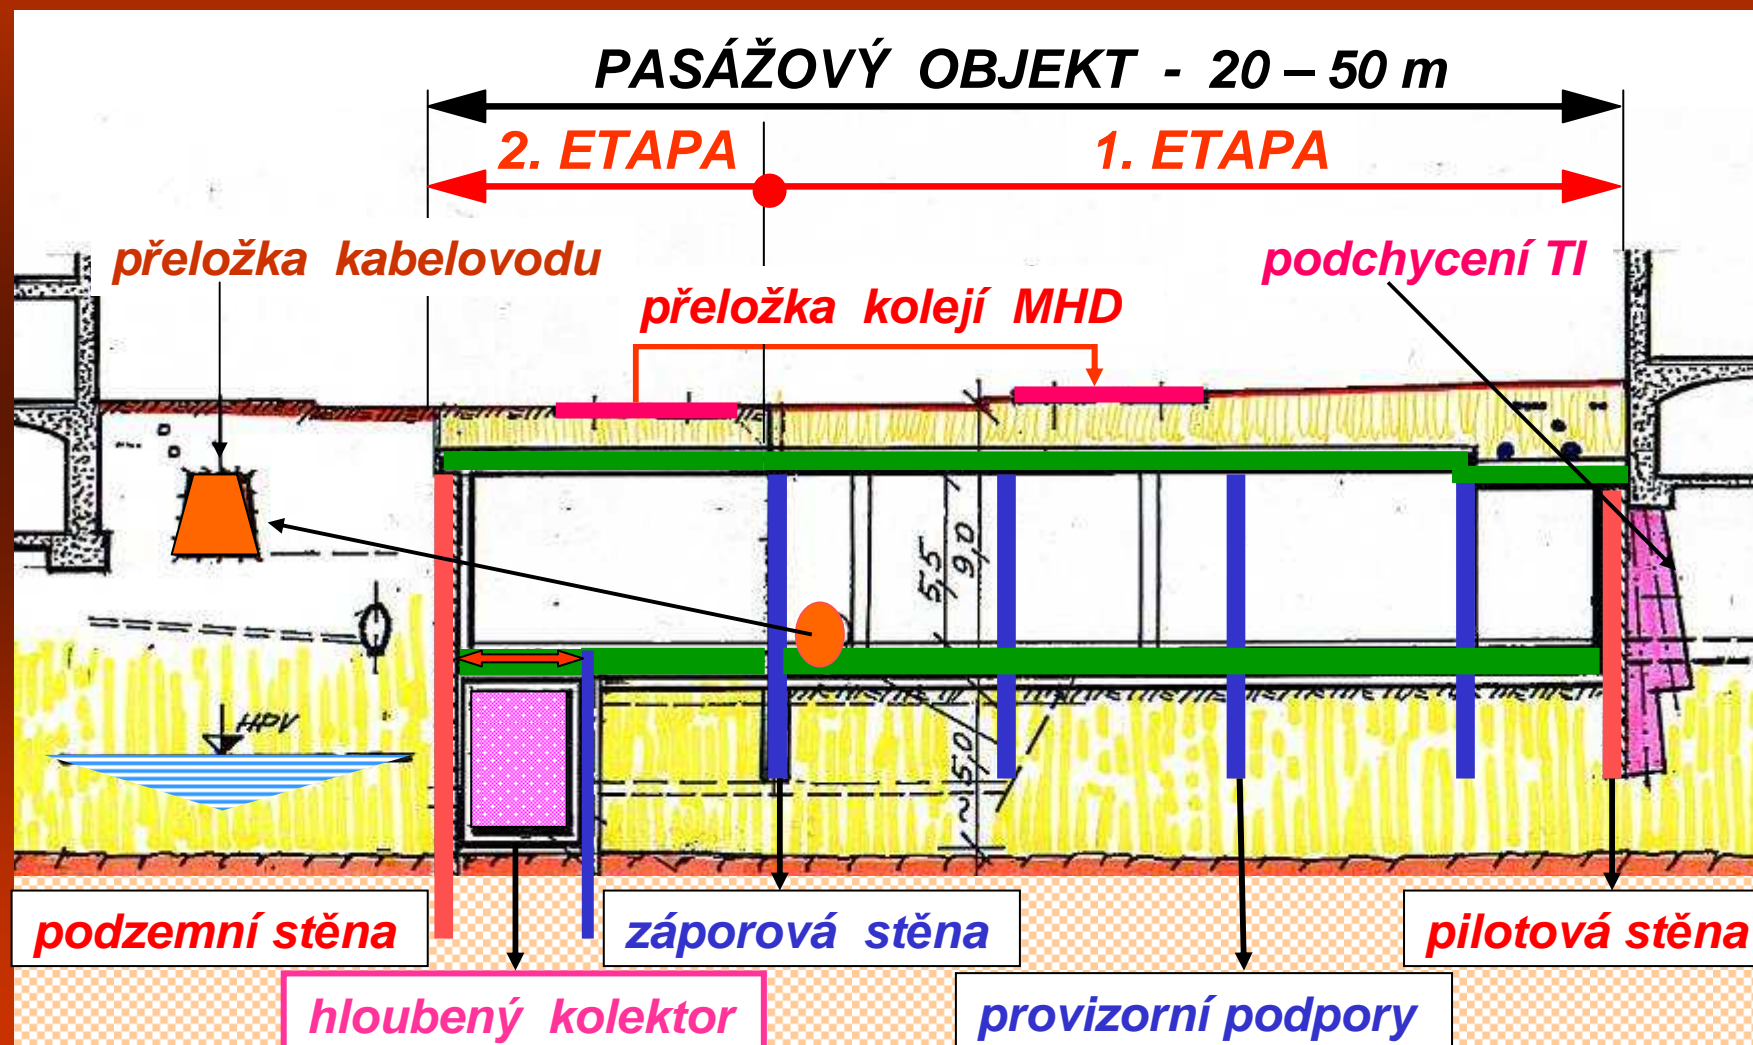 PASÁŽOVÝ OBJEKT - 20 – 50 m
2. ETAPA
1. ETAPA
přeložka kabelovodu
podchycení TI
přeložka kolejí MHD
5,5
9,0
HPV
~5,0
podzemní stěna
záporová stěna
pilotová stěna
hloubený kolektor
provizorní podpory